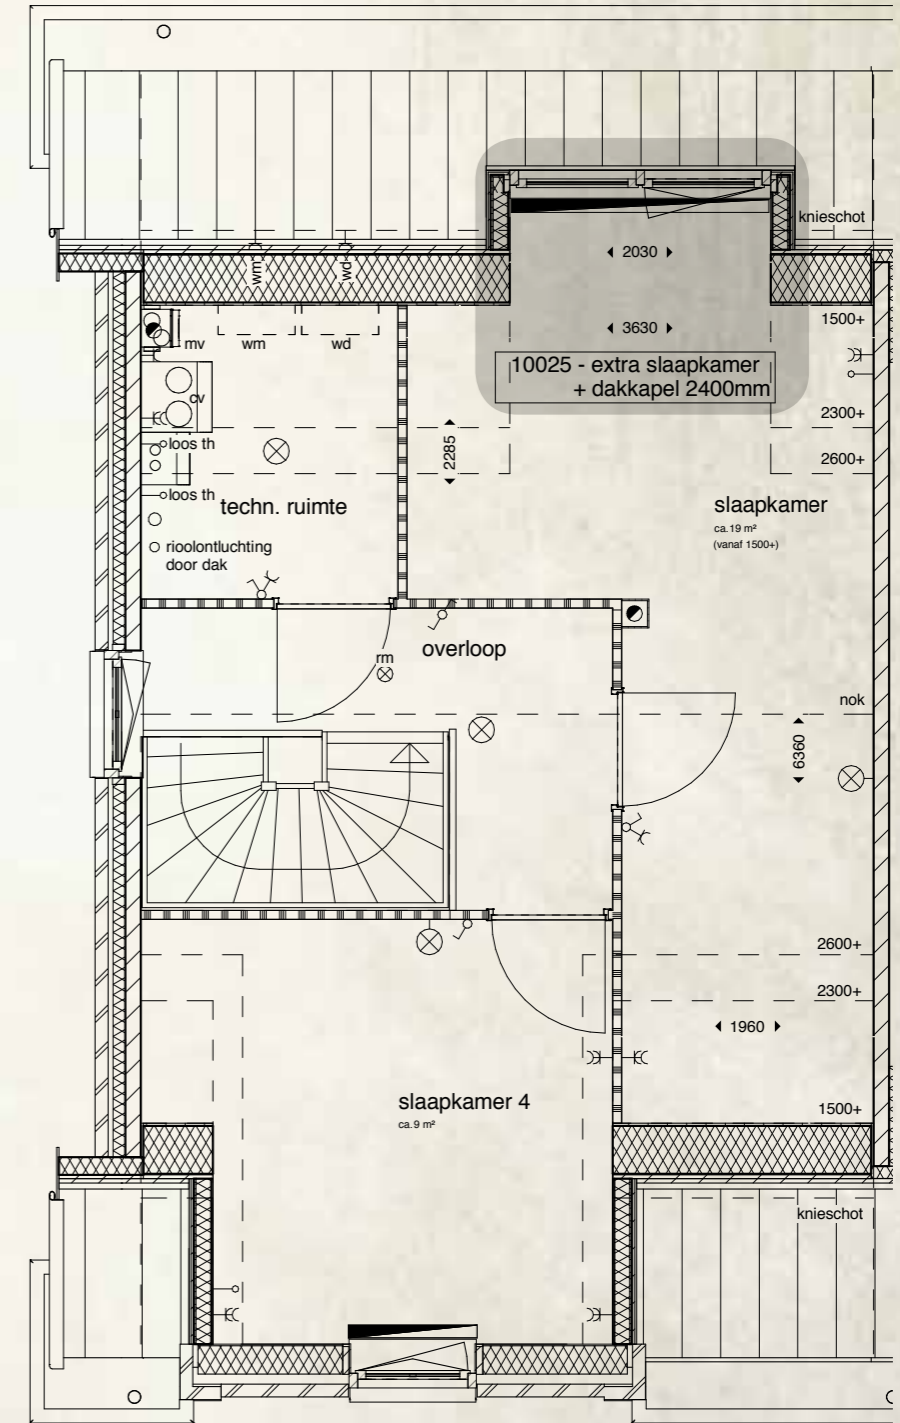 knieschot
2030
wm
wd
3630
1500+
mv
wm
wd
10025 - extra slaapkamer
+ dakkapel 2400mm
cv
2300+
loos th
2285
2600+
loos th
techn. ruimte
slaapkamer
ca.19 m²
(vanaf 1500+)
rioolontluchting
door dak
overloop
rm
nok
6360
2600+
2300+
1960
slaapkamer 4
ca.9 m²
1500+
knieschot